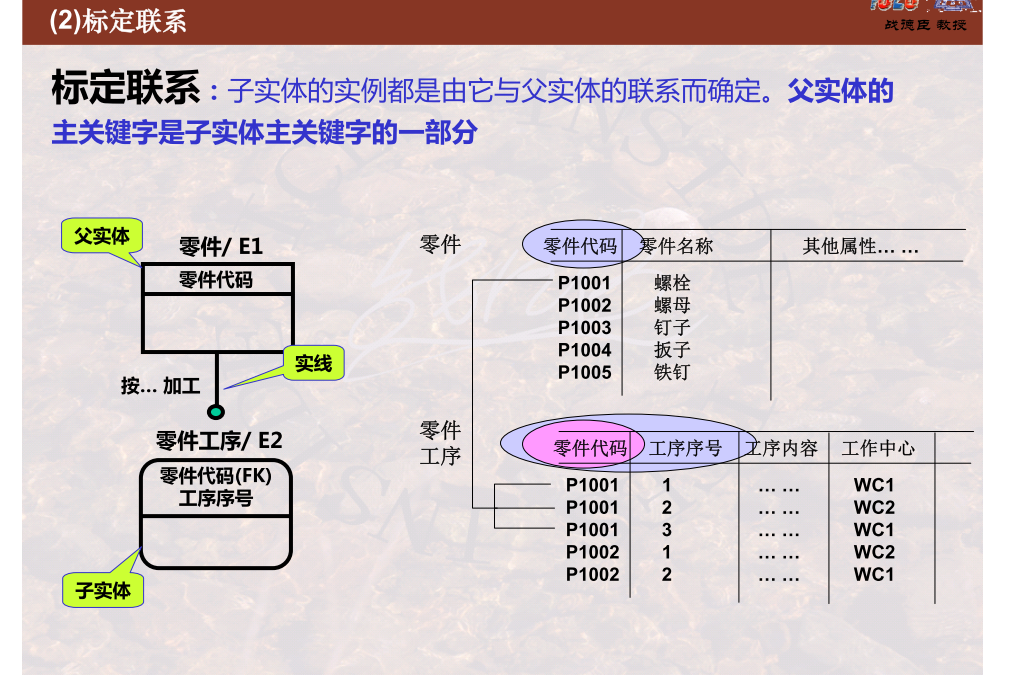 (2)标定联系
战德臣 教授
标定联系：子实体的实例都是由它与父实体的联系而确定。父实体的
主关键字是子实体主关键字的一部分
父实体
零件/ E1
零件代码
实线
按... 加工
零件工序/ E2
零件代码(FK)
工序序号
子实体
零件
零件代码 零件名称 其他属性... ...
P1001 螺栓
P1002 螺母
P1003 钉子
P1004 扳子
P1005 铁钉
零件
工序
零件代码 工序序号 工序内容 工作中心
P1001 1 ... ... WC1
P1001 2 ... ... WC2
P1001 3 ... ... WC1
P1002 1 ... ... WC2
P1002 2 ... ... WC1